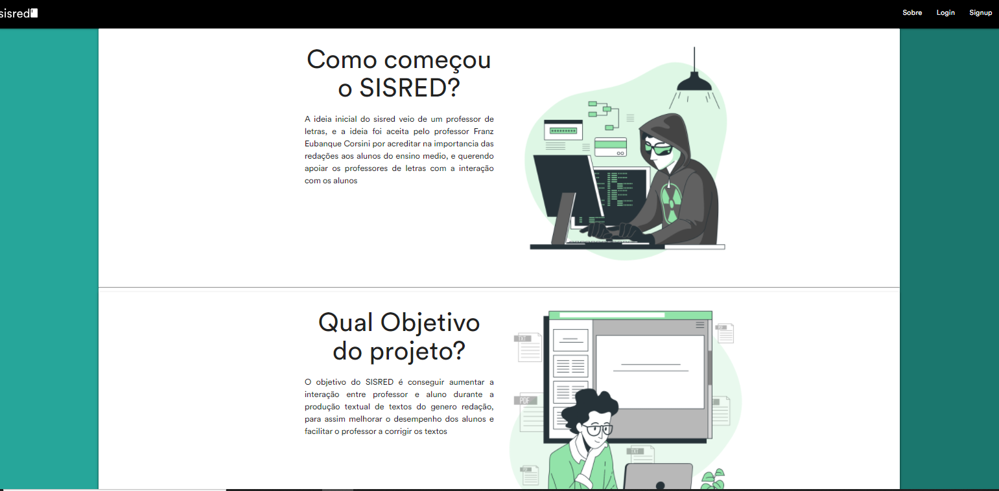 sisred
Sobre Login Signup
Como começou
o SISRED?
A ideia inicial do sisred veio de um professor de
letras, e a ideia foi aceita pelo professor Franz
Eubanque Corsini por acreditar na importancia das
redações aos alunos do ensino medio, e querendo
apoiar os professores de letras com a interação
com os alunos
Qual Objetivo
do projeto?
O objetivo do SISRED é conseguir aumentar a
interação entre professor e aluno durante a
produção textual de textos do genero redação,
para assim melhorar o desempenho dos alunos e
facilitar o professor a corrigir os textos
TXT
PDF
PDF
TXT
PDF